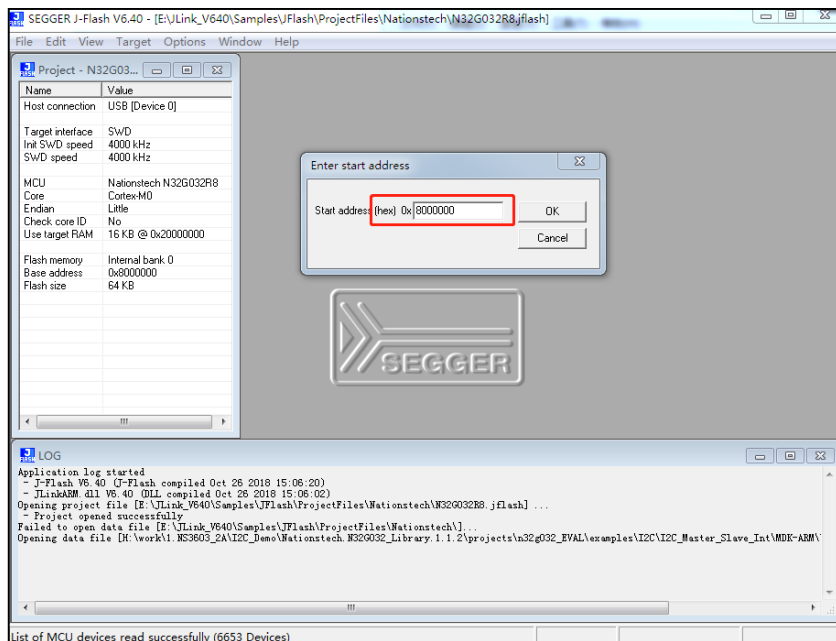 SEGGER J-Flash V6.40 - [E:\JLink_V640\Samples\JFlash\ProjectFiles\Nationstech\N32G032R8.jflash]
File Edit View Target Options Window Help
Project - N32G03...
Name Value
Host connection USB [Device 0]
Target interface SWD
Init SWD speed 4000 kHz
SWD speed 4000 kHz
MCU Nationstech N32G032R8
Core Cortex-M0
Endian Little
Check core ID No
Use target RAM 16 KB @ 0x20000000
Flash memory Internal bank 0
Base address 0x8000000
Flash size 64 KB
Enter start address
Start address (hex) 0x 8000000
OK
Cancel
SEGGER
LOG
Application log started
- J-Flash V6.40 (J-Flash compiled Oct 26 2018 15:06:20)
- JLinkARM.dll V6.40 (DLL compiled Oct 26 2018 15:06:02)
Opening project file [E:\JLink_V640\Samples\JFlash\ProjectFiles\Nationstech\N32G032R8.jflash] ...
- Project opened successfully
Failed to open data file [E:\JLink_V640\Samples\JFlash\ProjectFiles\Nationstech\]...
Opening data file [H:\work\1.NS3603_2A\I2C_Demo\Nationstech.N32G032_Library.1.1.2\projects\n32g032_EVAL\examples\I2C\I2C_Master_Slave_Int\MDK-ARM\
List of MCU devices read successfully (6653 Devices)